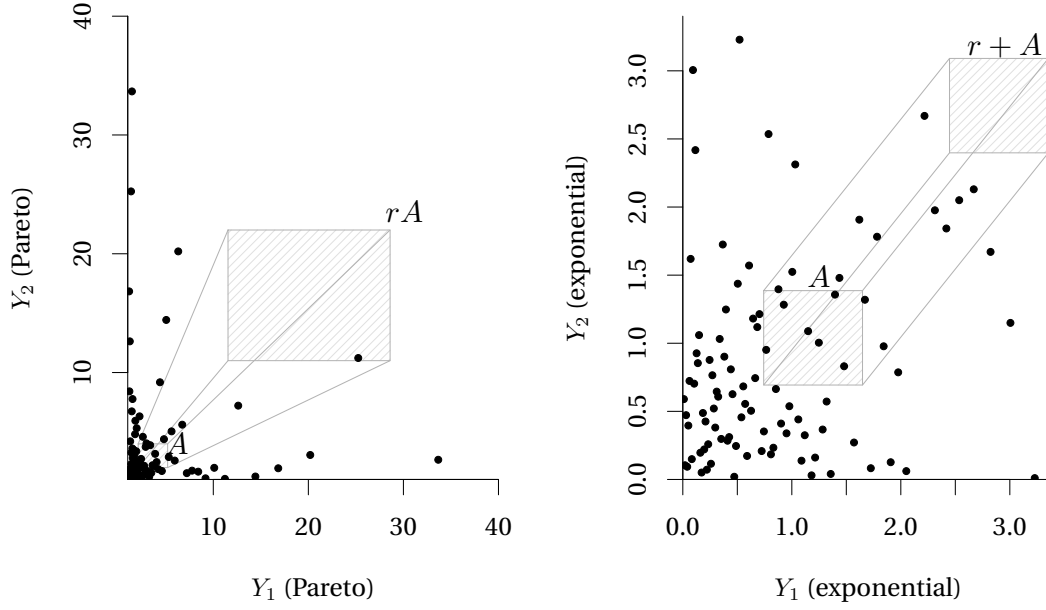 40
30
20
10
Y₂ (Pareto)
rA
A
10 20 30 40
Y₁ (Pareto)
3.0
2.5
2.0
1.5
1.0
0.5
0.0
Y₂ (exponential)
r + A
A
0.0 1.0 2.0 3.0
Y₁ (exponential)